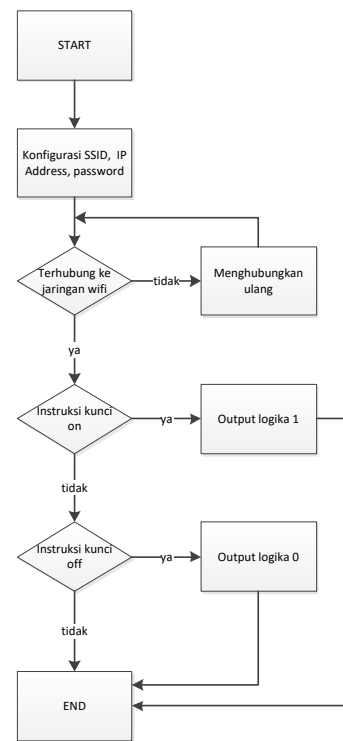 START
Konfigurasi SSID, IP
Address, password
Terhubung ke
jaringan wifi
tidak
Menghubungkan
ulang
ya
Instruksi kunci
on
ya
Output logika 1
tidak
Instruksi kunci
off
ya
Output logika 0
tidak
END